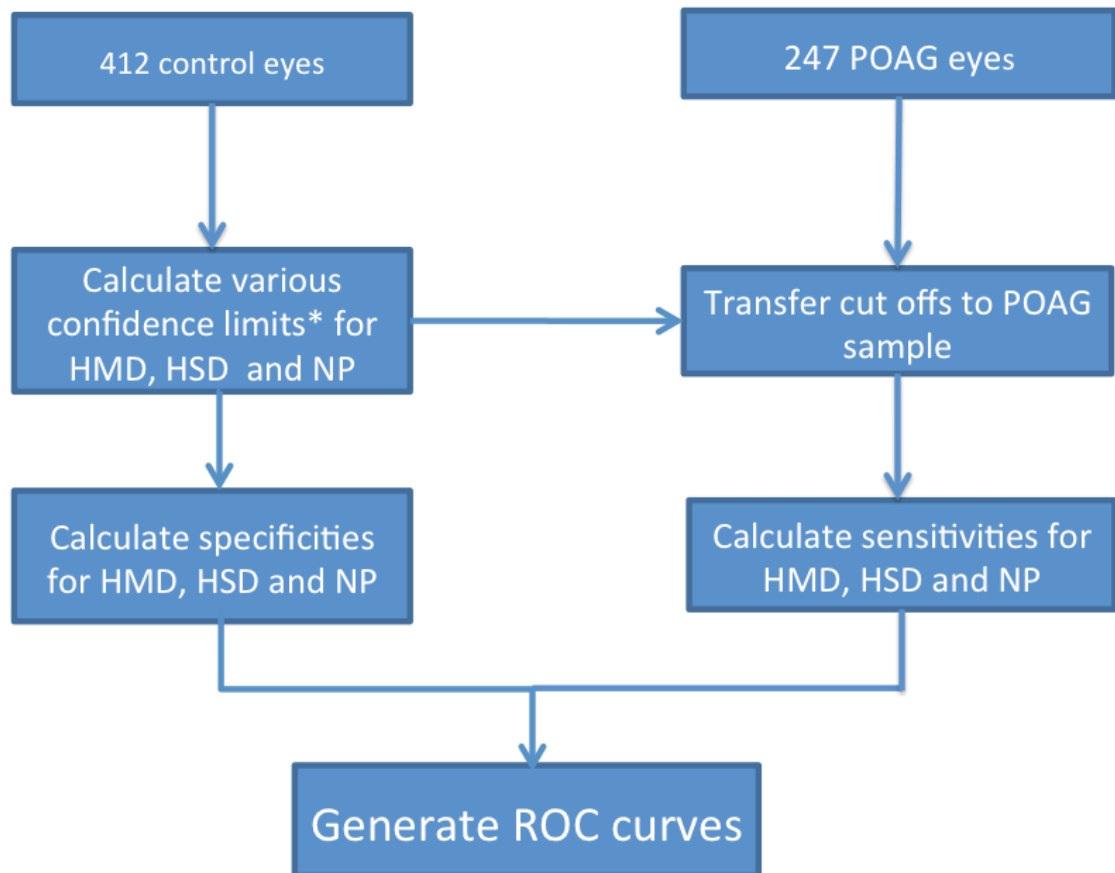 412 control eyes
247 POAG eyes
Calculate various
confidence limits* for
HMD, HSD and NP
Transfer cut offs to POAG
sample
Calculate specificities
for HMD, HSD and NP
Calculate sensitivities for
HMD, HSD and NP
Generate ROC curves